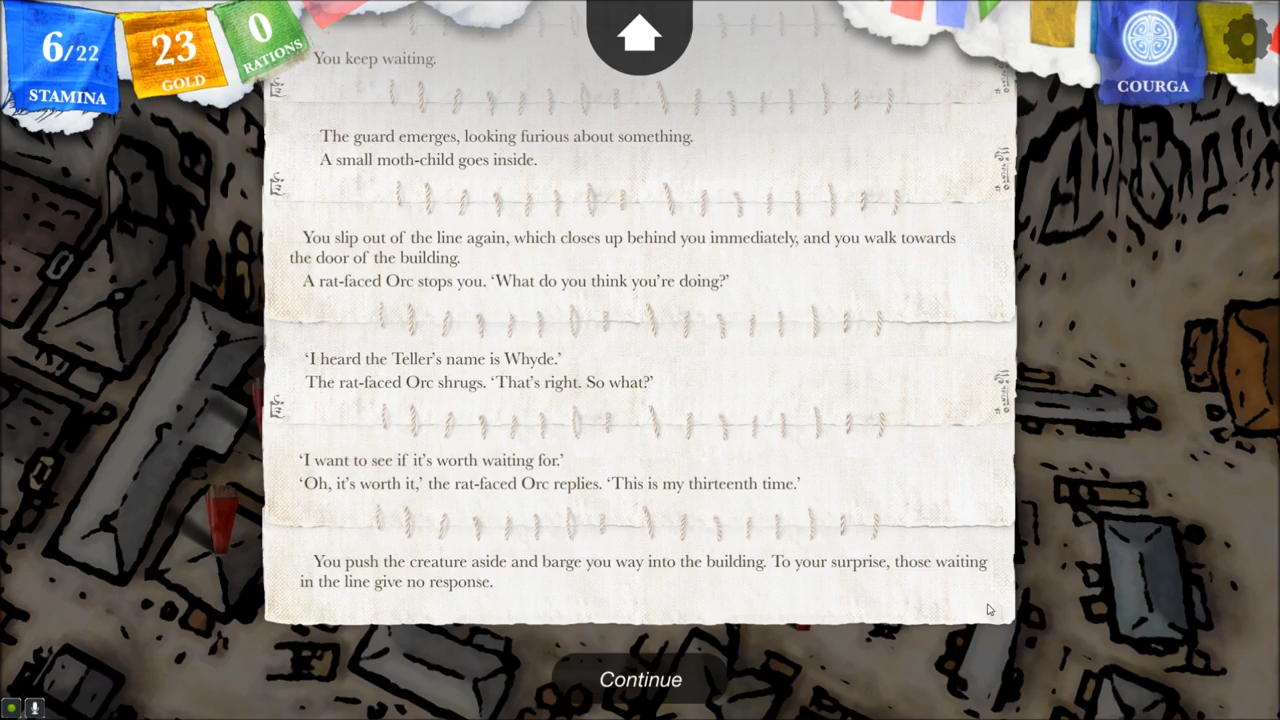 6/22
STAMINA
23
GOLD
0
RATIONS
COURGA
You keep waiting.
The guard emerges, looking furious about something.
A small moth-child goes inside.
You slip out of the line again, which closes up behind you immediately, and you walk towards
the door of the building.
A rat-faced Orc stops you. ‘What do you think you’re doing?’
‘I heard the Teller’s name is Whyde.’
The rat-faced Orc shrugs. ‘That’s right. So what?’
‘I want to see if it’s worth waiting for.’
‘Oh, it’s worth it,’ the rat-faced Orc replies. ‘This is my thirteenth time.’
You push the creature aside and barge you way into the building. To your surprise, those waiting
in the line give no response.
Continue